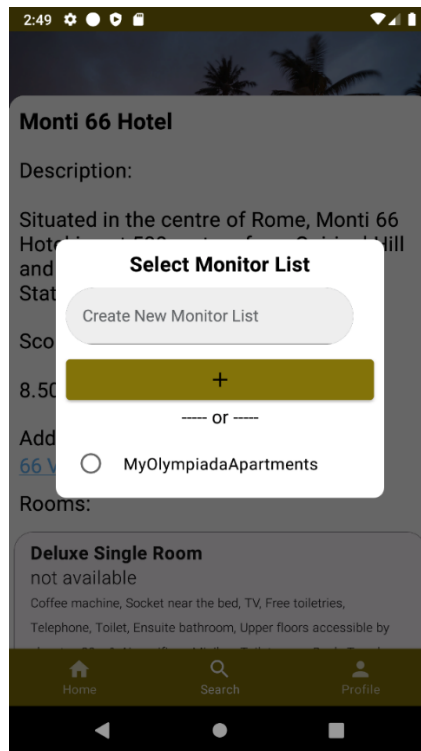 2:49
Monti 66 Hotel
Description:
Situated in the centre of Rome, Monti 66
and
Select Monitor List
Create New Monitor List
+
----- or -----
MyOlympiadaApartments
8.50
66
Rooms:
Deluxe Single Room
not available
Coffee machine, Socket near the bed, TV, Free toiletries,
Telephone, Toilet, Ensuite bathroom, Upper floors accessible by
Home
Search
Profile